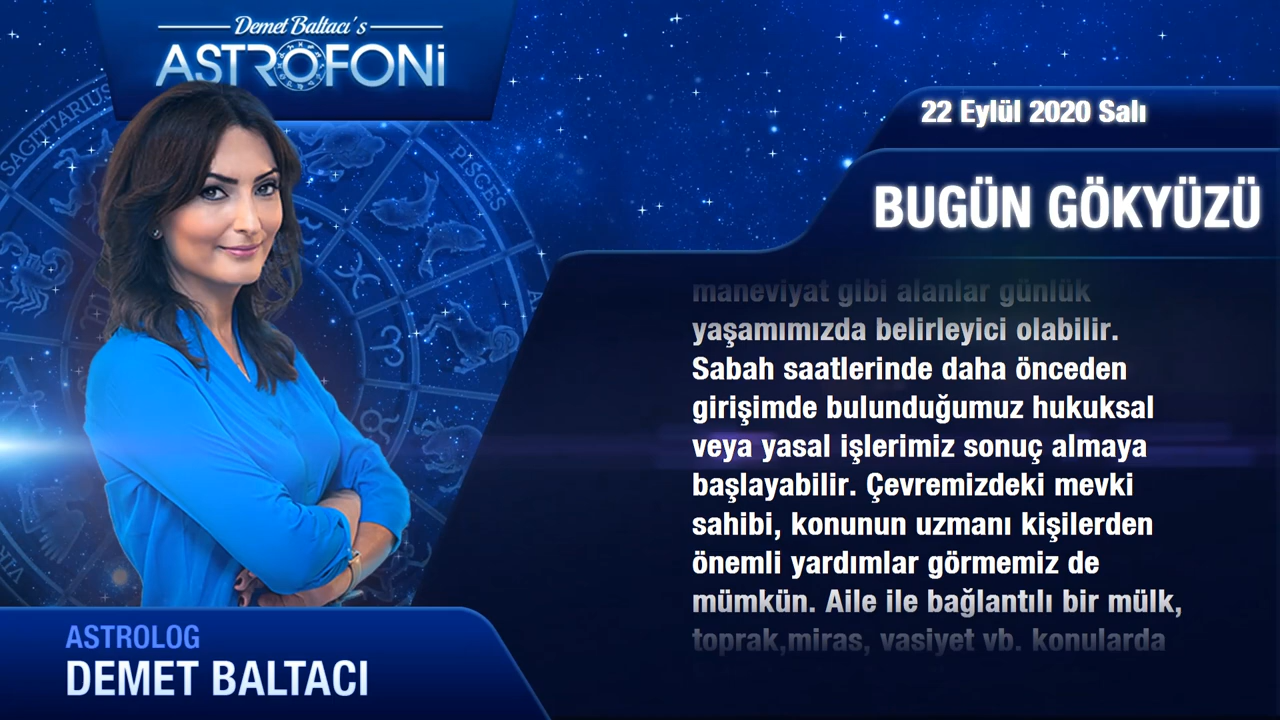 Demet Baltacı's
ASTROFONİ
SAGITTARIUS
PISCES
22 Eylül 2020 Salı
BUGÜN GÖKYÜZÜ
maneviyat gibi alanlar günlük
yaşamımızda belirleyici olabilir.
Sabah saatlerinde daha önceden
girişimde bulunduğumuz hukuksal
veya yasal işlerimiz sonuç almaya
başlayabilir. Çevremizdeki mevki
sahibi, konunun uzmanı kişilerden
önemli yardımlar görmemiz de
mümkün. Aile ile bağlantılı bir mülk,
toprak,miras, vasiyet vb. konularda
ASTROLOG
DEMET BALTACI